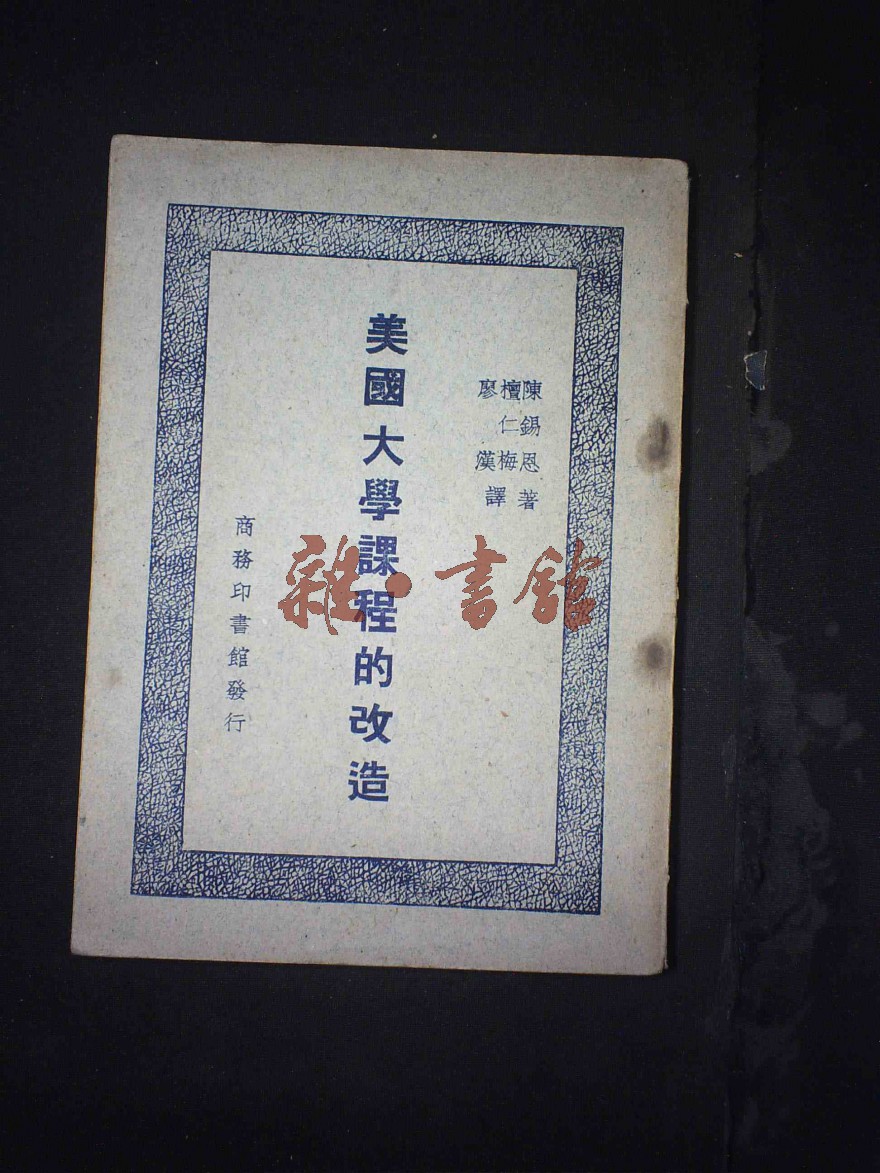 陳錫恩著
檀仁梅
廖漢
譯
美國大學課程的改造
商務印書館發行
雜·書館